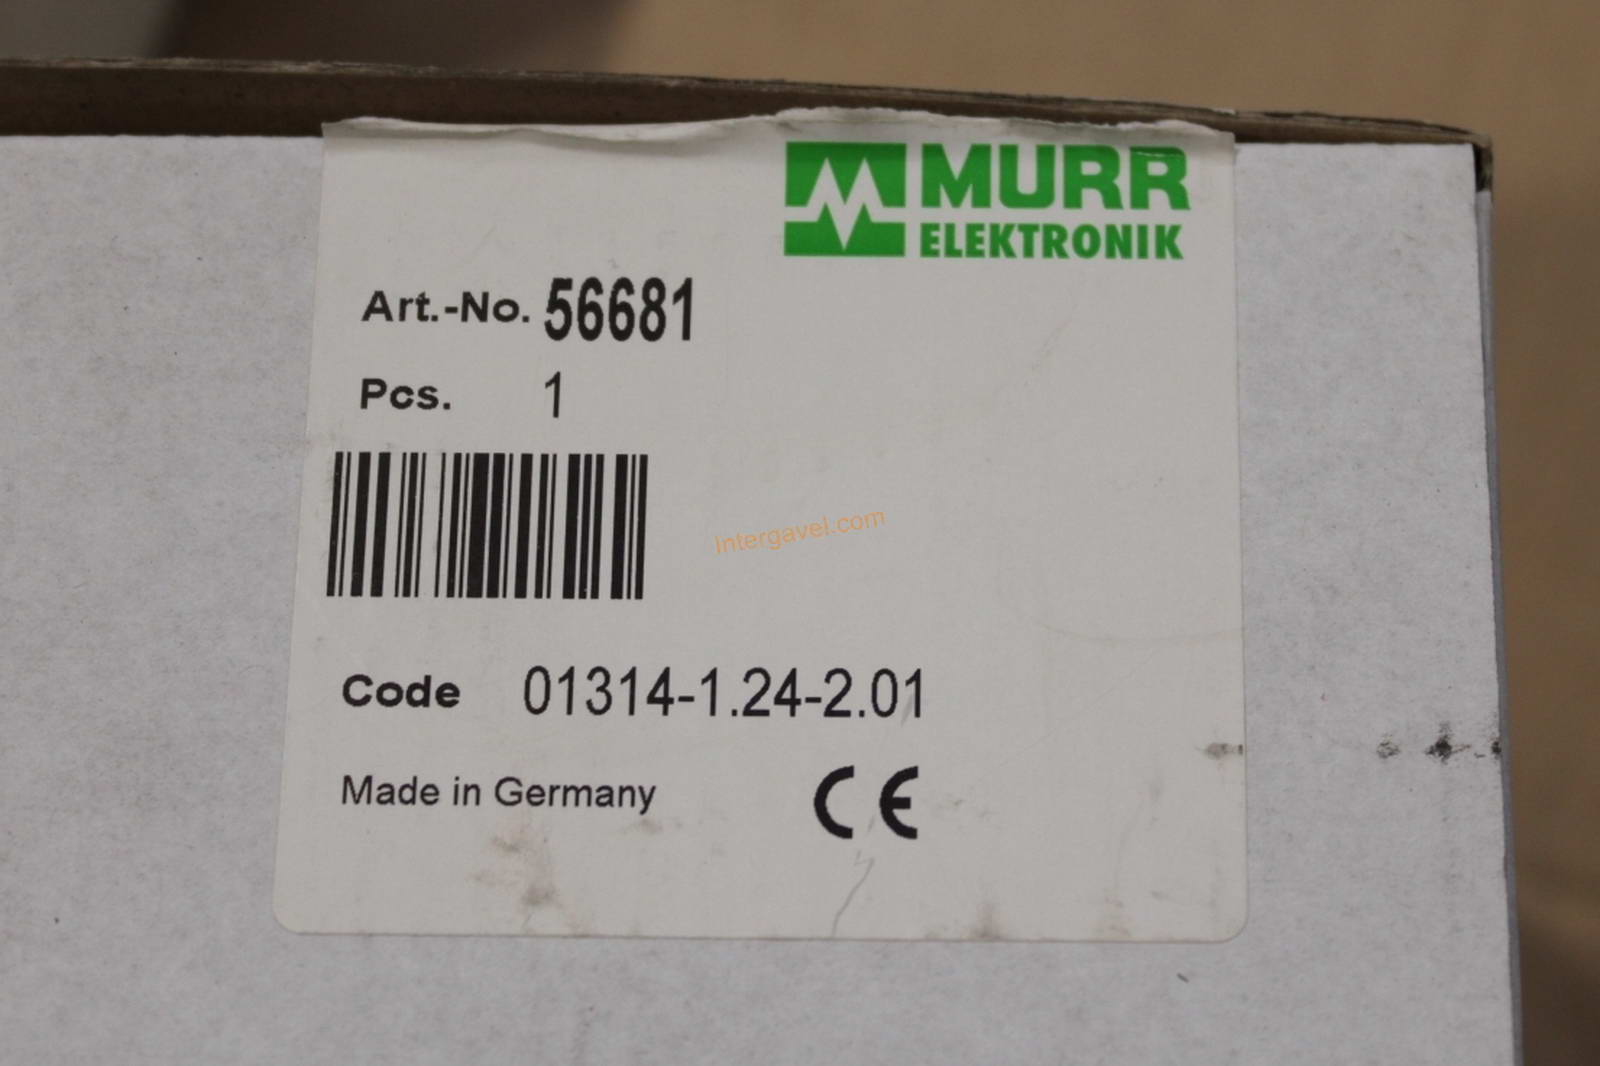 MURR
ELEKTRONIK
Art.-No. 56681
Pcs. 1
Intergavel.com
Code 01314-1.24-2.01
Made in Germany CE